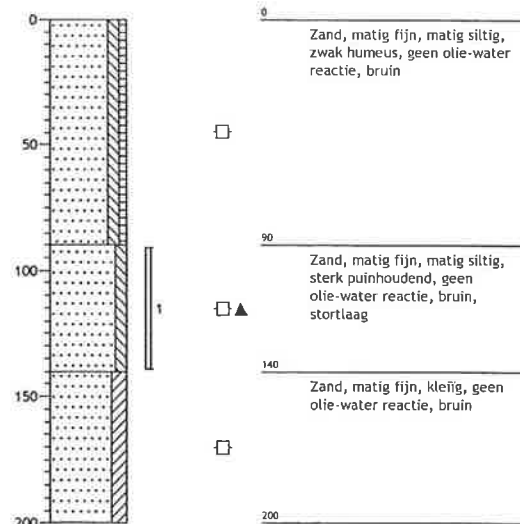 0
50
100
150
200
1
0
Zand, matig fijn, matig siltig,
zwak humeus, geen olie-water
reactie, bruin
90
Zand, matig fijn, matig siltig,
sterk puinhoudend, geen
olie-water reactie, bruin,
stortlaag
140
Zand, matig fijn, kleiïg, geen
olie-water reactie, bruin
200